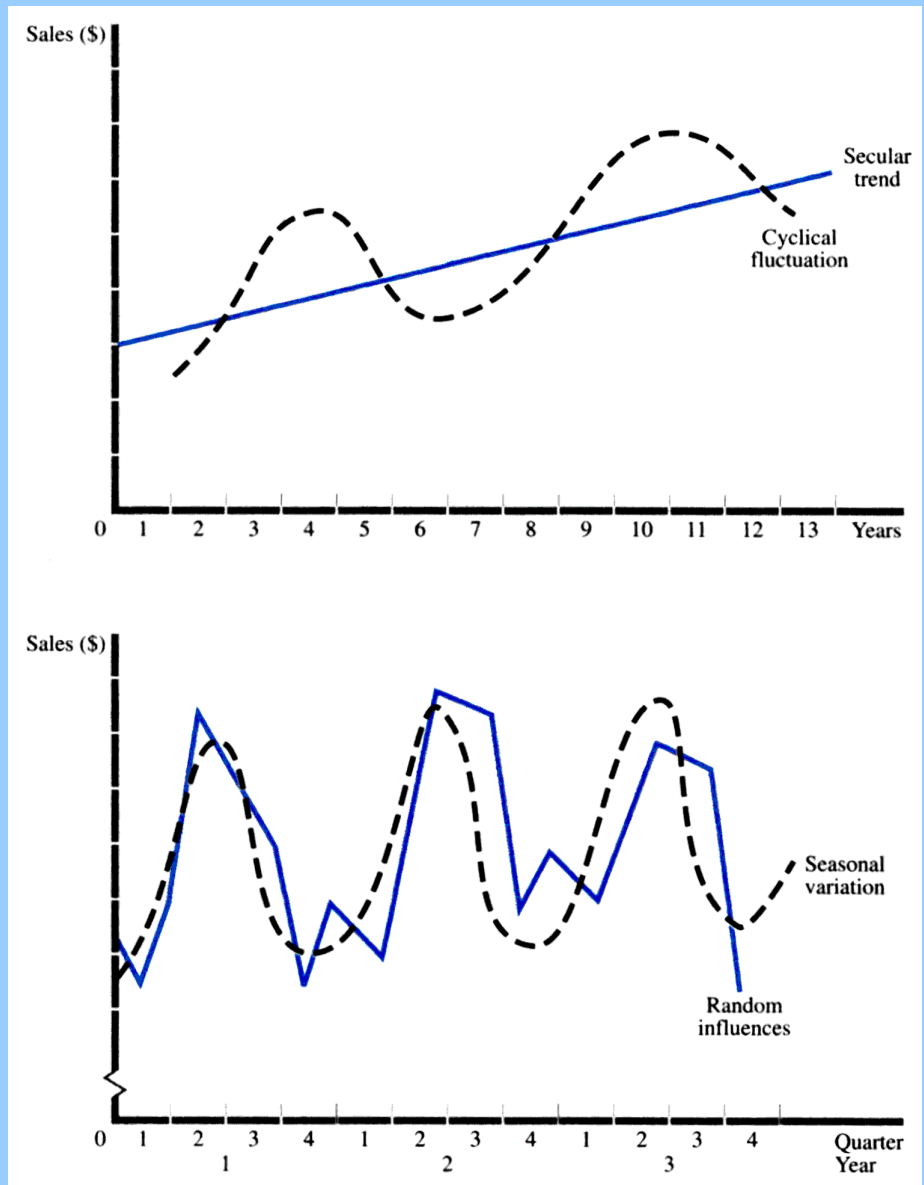 Sales ($)
Secular
trend
Cyclical
fluctuation
0 1 2 3 4 5 6 7 8 9 10 11 12 13 Years
Sales ($)
Seasonal
variation
Random
influences
0 1 2 3 4 1 2 3 4 1 2 3 4 Quarter
1 2 3 Year